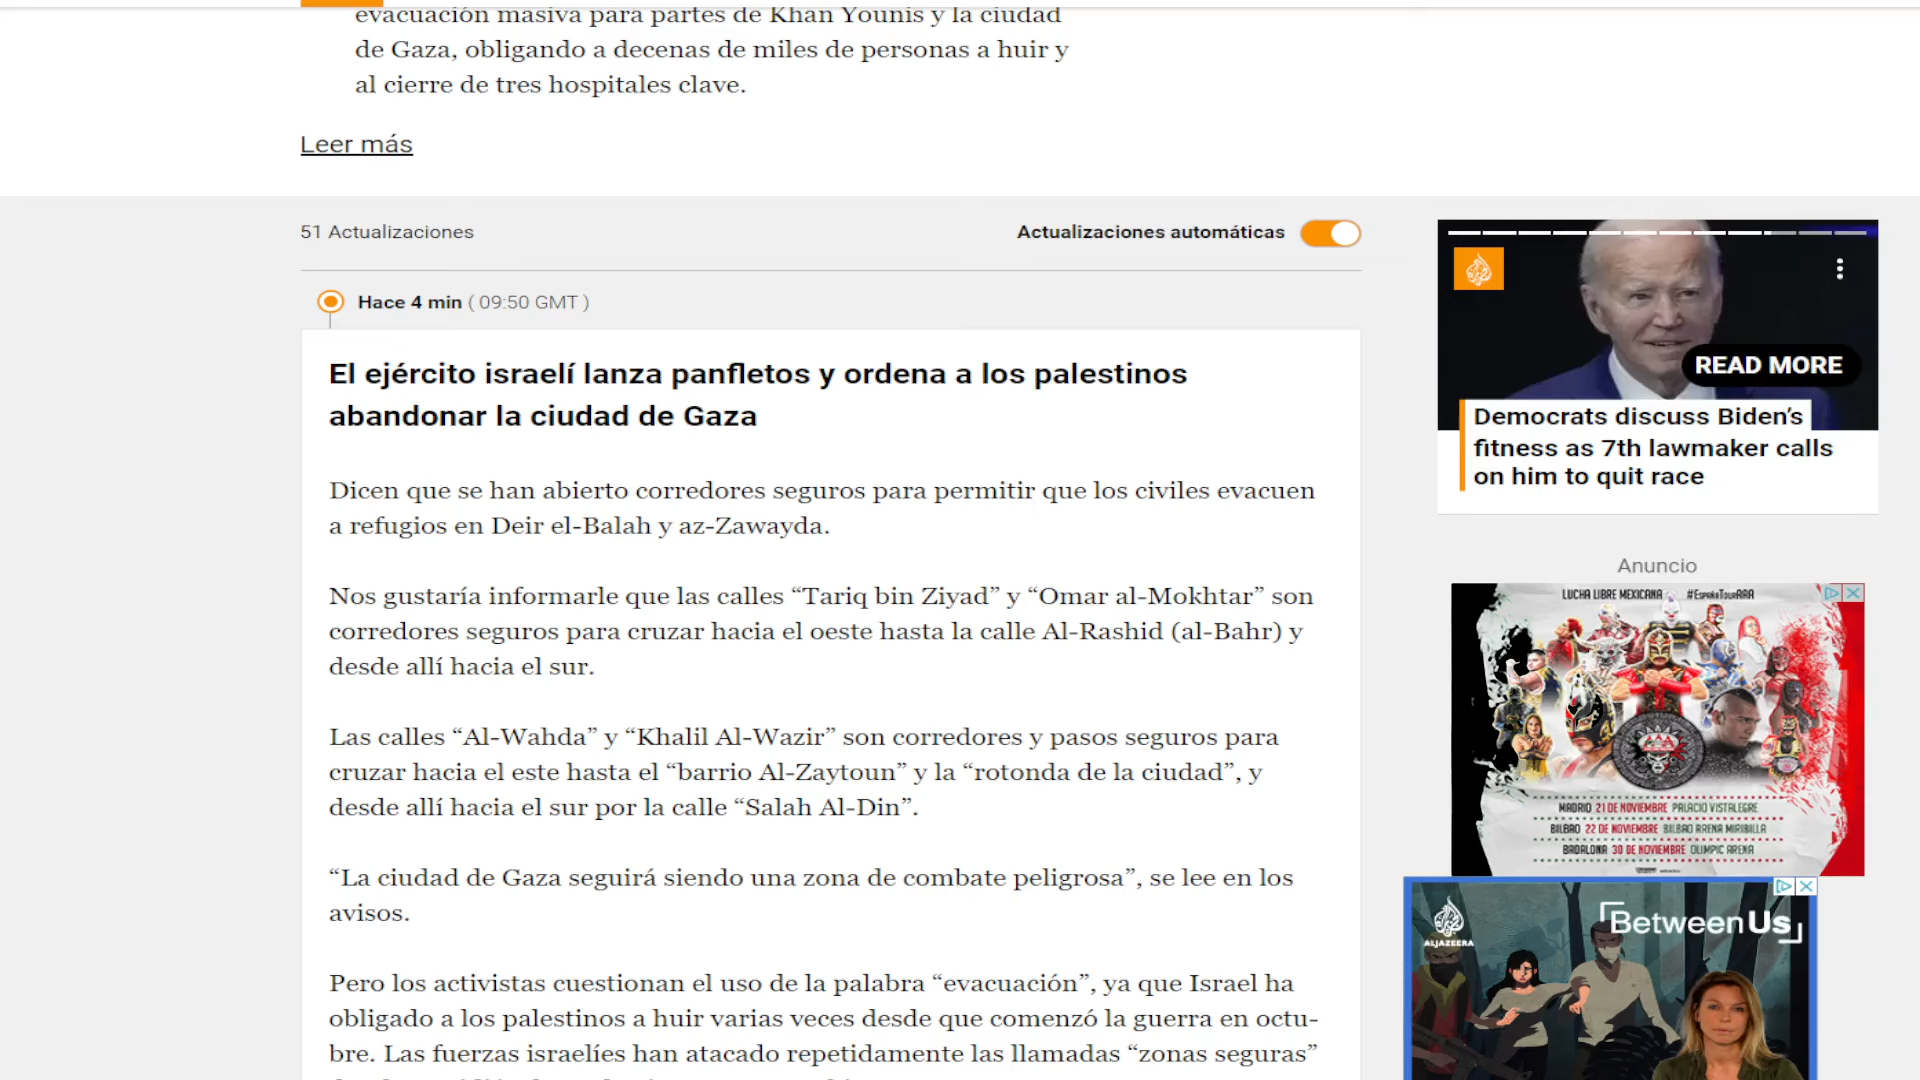 evacuación masiva para partes de Khan Younis y la ciudad
de Gaza, obligando a decenas de miles de personas a huir y
al cierre de tres hospitales clave.
Leer más
51 Actualizaciones
Actualizaciones automáticas
Hace 4 min ( 09:50 GMT )
El ejército israelí lanza panfletos y ordena a los palestinos
abandonar la ciudad de Gaza
Dicen que se han abierto corredores seguros para permitir que los civiles evacuen
a refugios en Deir el-Balah y az-Zawayda.
Nos gustaría informarle que las calles “Tariq bin Ziyad” y “Omar al-Mokhtar” son
corredores seguros para cruzar hacia el oeste hasta la calle Al-Rashid (al-Bahr) y
desde allí hacia el sur.
Las calles “Al-Wahda” y “Khalil Al-Wazir” son corredores y pasos seguros para
cruzar hacia el este hasta el “barrio Al-Zaytoun” y la “rotonda de la ciudad”, y
desde allí hacia el sur por la calle “Salah Al-Din”.
“La ciudad de Gaza seguirá siendo una zona de combate peligrosa”, se lee en los
avisos.
Pero los activistas cuestionan el uso de la palabra “evacuación”, ya que Israel ha
obligado a los palestinos a huir varias veces desde que comenzó la guerra en octu-
bre. Las fuerzas israelíes han atacado repetidamente las llamadas “zonas seguras”
READ MORE
Democrats discuss Biden’s
fitness as 7th lawmaker calls
on him to quit race
Anuncio
LUCHA LIBRE MEXICANA #EspañaTourAAA
MADRID 21 DE NOVIEMBRE PALACIO VISTALEGRE
BILBAO 22 DE NOVIEMBRE BILBAO ARENA MIRIBILLA
BADALONA 30 DE NOVIEMBRE OLIMPIC ARENA
ALJAZEERA
Between Us